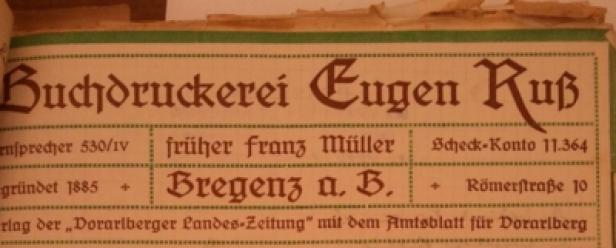 Buchdruckerei Eugen Ruß
ernsprecher 530/IV früher Franz Müller Scheck-Konto 11.364
gründet 1885 Bregenz a. B. Römerstraße 10
rlag der „Vorarlberger Landes-Zeitung" mit dem Amtsblatt für Vorarlberg